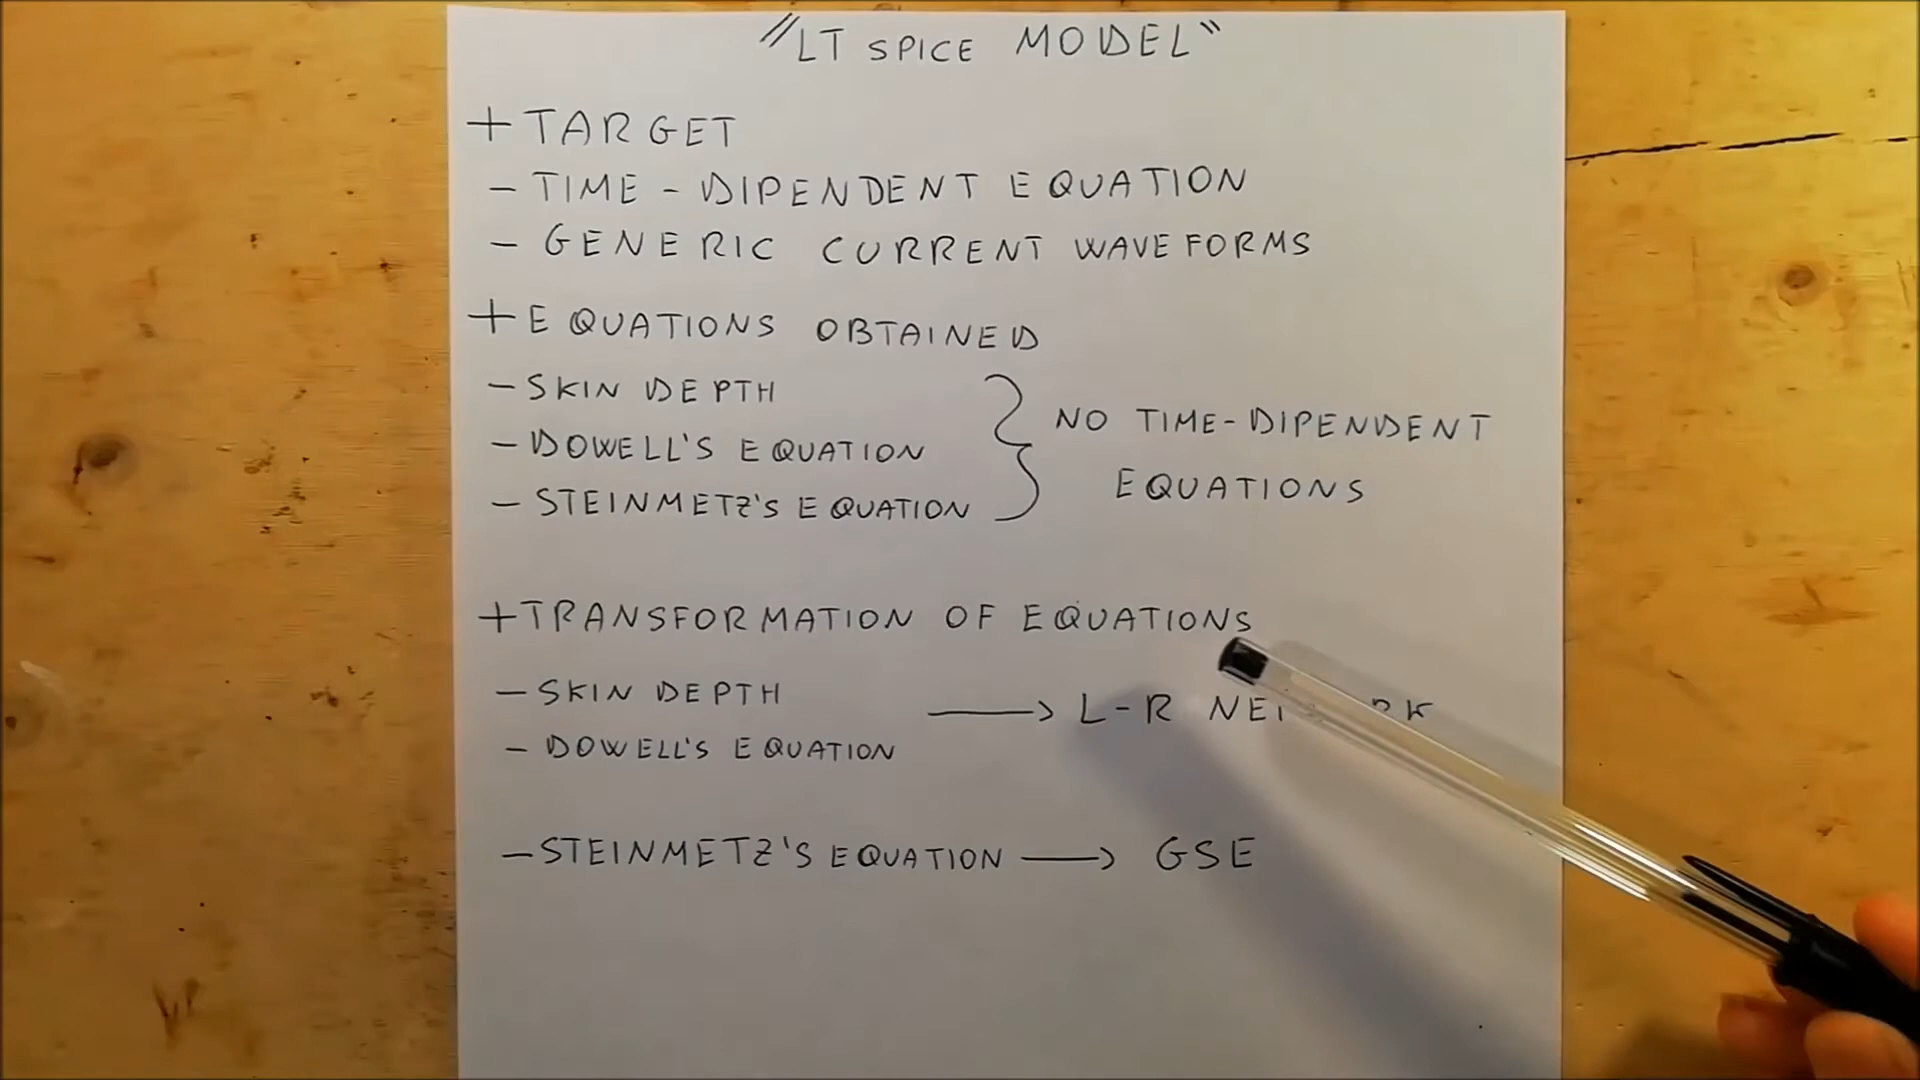 "LT SPICE MODEL"
+ TARGET
- TIME - DIPENDENT EQUATION
- GENERIC CURRENT WAVEFORMS
+ EQUATIONS OBTAINED
- SKIN DEPTH
- DOWELL'S EQUATION
- STEINMETZ'S EQUATION
NO TIME-DIPENDENT
EQUATIONS
+ TRANSFORMATION OF EQUATIONS
- SKIN DEPTH
- DOWELL'S EQUATION
→ L-R
- STEINMETZ'S EQUATION → GSE